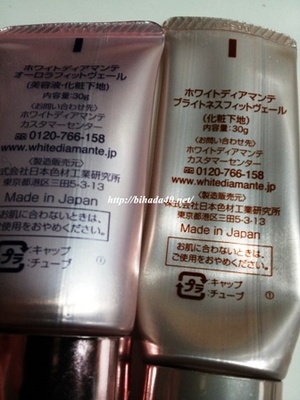 ホワイトディアマンテ
オーロラフィットヴェール
(美容液・化粧下地)
内容量:30g
<お問い合わせ先>
ホワイトディアマンテ
カスタマーセンター
0120-766-158
www.whitediamante.jp
<製造販売元>
株式会社日本色材工業研究所
東京都港区三田5-3-13
Made in Japan
お肌に合わないときは、
ご使用をおやめください。
プラ
:キャップ
:チューブ
ホワイトディアマンテ
ブライトネスフィットヴェール
(化粧下地)
内容量:30g
<お問い合わせ先>
ホワイトディアマンテ
カスタマーセンター
0120-766-158
www.whitediamante.jp
<製造販売元>
株式会社日本色材工業研究所
東京都港区三田5-3-13
Made in Japan
お肌に合わないときは、
ご使用をおやめください。
プラ
:キャップ
:チューブ
①
http://bihada40.net/